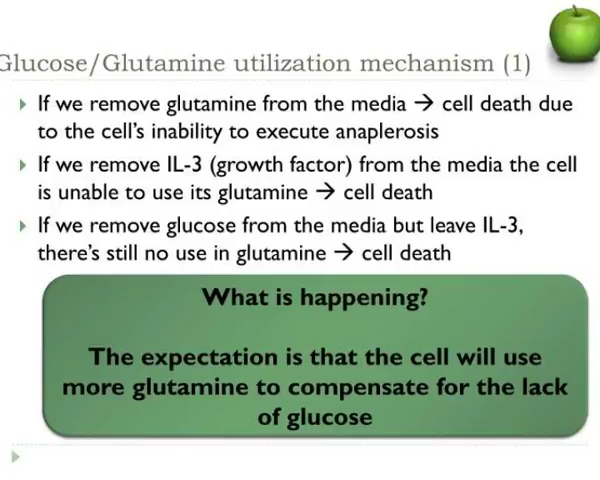 Glucose/Glutamine utilization mechanism (1)
If we remove glutamine from the media → cell death due
to the cell's inability to execute anaplerosis
If we remove IL-3 (growth factor) from the media the cell
is unable to use its glutamine → cell death
If we remove glucose from the media but leave IL-3,
there's still no use in glutamine → cell death
What is happening?
The expectation is that the cell will use
more glutamine to compensate for the lack
of glucose